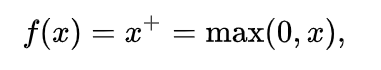 f(x) = x⁺ = max(0, x),